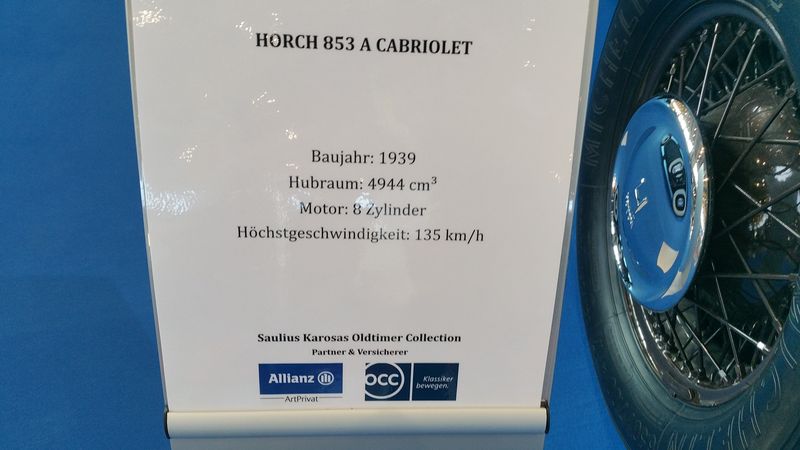 HORCH 853 A CABRIOLET
Baujahr: 1939
Hubraum: 4944 cm³
Motor: 8 Zylinder
Höchstgeschwindigkeit: 135 km/h
Saulius Karosas Oldtimer Collection
Partner & Versicherer
Allianz
ArtPrivat
OCC
Klassiker
bewegen.
MICHELIN